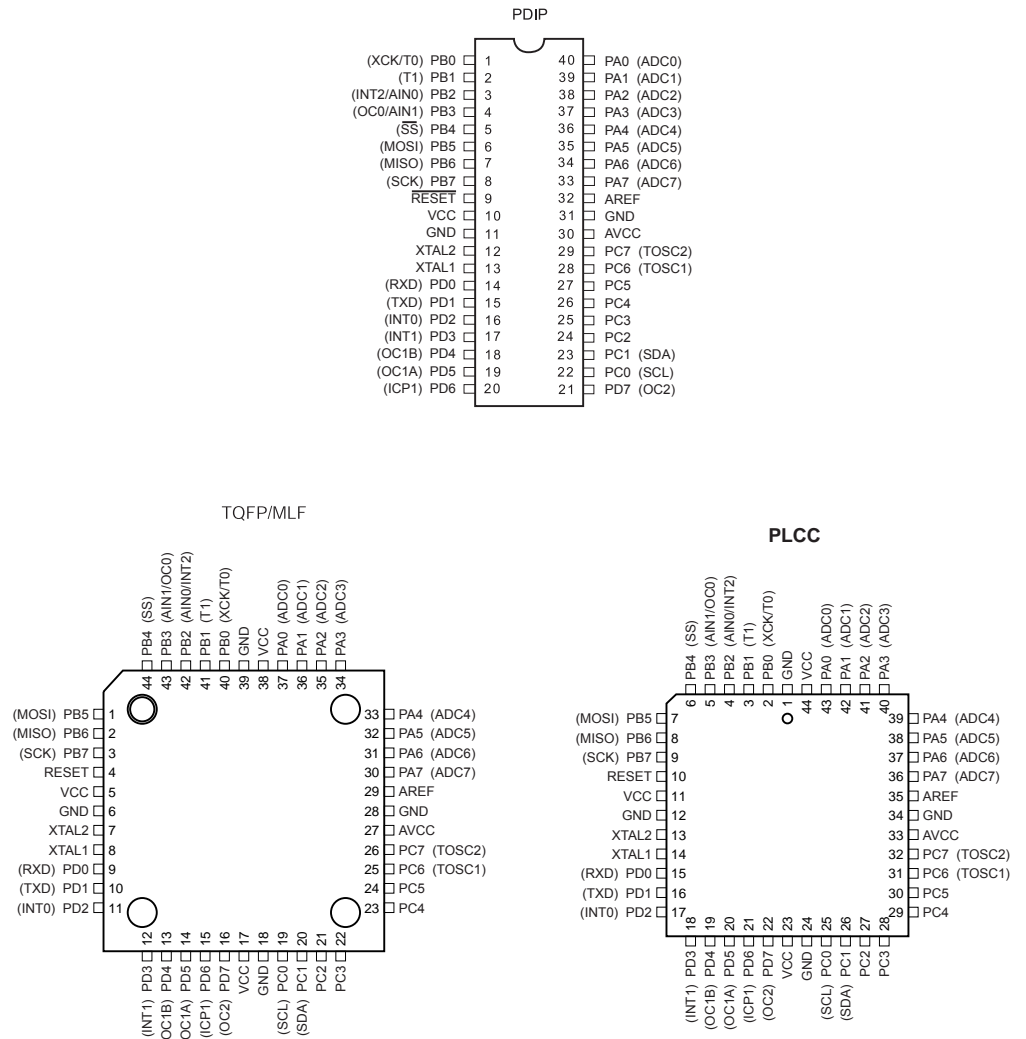 PDIP
(XCK/T0) PB0 1 40 PA0 (ADC0)
(T1) PB1 2 39 PA1 (ADC1)
(INT2/AIN0) PB2 3 38 PA2 (ADC2)
(OC0/AIN1) PB3 4 37 PA3 (ADC3)
(SS) PB4 5 36 PA4 (ADC4)
(MOSI) PB5 6 35 PA5 (ADC5)
(MISO) PB6 7 34 PA6 (ADC6)
(SCK) PB7 8 33 PA7 (ADC7)
RESET 9 32 AREF
VCC 10 31 GND
GND 11 30 AVCC
XTAL2 12 29 PC7 (TOSC2)
XTAL1 13 28 PC6 (TOSC1)
(RXD) PD0 14 27 PC5
(TXD) PD1 15 26 PC4
(INT0) PD2 16 25 PC3
(INT1) PD3 17 24 PC2
(OC1B) PD4 18 23 PC1 (SDA)
(OC1A) PD5 19 22 PC0 (SCL)
(ICP1) PD6 20 21 PD7 (OC2)
TQFP/MLF
PB4 (SS)
PB3 (AIN1/OC0)
PB2 (AIN0/INT2)
PB1 (T1)
PB0 (XCK/T0)
GND
VCC
PA0 (ADC0)
PA1 (ADC1)
PA2 (ADC2)
PA3 (ADC3)
44 43 42 41 40 39 38 37 36 35 34
(MOSI) PB5 1 33 PA4 (ADC4)
(MISO) PB6 2 32 PA5 (ADC5)
(SCK) PB7 3 31 PA6 (ADC6)
RESET 4 30 PA7 (ADC7)
VCC 5 29 AREF
GND 6 28 GND
XTAL2 7 27 AVCC
XTAL1 8 26 PC7 (TOSC2)
(RXD) PD0 9 25 PC6 (TOSC1)
(TXD) PD1 10 24 PC5
(INT0) PD2 11 23 PC4
12 13 14 15 16 17 18 19 20 21 22
(INT1) PD3
OC1B) PD4
OC1A) PD5
(ICP1) PD6
(OC2) PD7
VCC
GND
(SCL) PC0
(SDA) PC1
PC2
PC3
PLCC
PB4 (SS)
PB3 (AIN1/OC0)
PB2 (AIN0/INT2)
PB1 (T1)
PB0 (XCK/T0)
GND
VCC
PA0 (ADC0)
PA1 (ADC1)
PA2 (ADC2)
PA3 (ADC3)
6 5 4 3 2 1 44 43 42 41 40
(MOSI) PB5 7 39 PA4 (ADC4)
(MISO) PB6 8 38 PA5 (ADC5)
(SCK) PB7 9 37 PA6 (ADC6)
RESET 10 36 PA7 (ADC7)
VCC 11 35 AREF
GND 12 34 GND
XTAL2 13 33 AVCC
XTAL1 14 32 PC7 (TOSC2)
(RXD) PD0 15 31 PC6 (TOSC1)
(TXD) PD1 16 30 PC5
(INT0) PD2 17 29 PC4
18 19 20 21 22 23 24 25 26 27 28
(INT1) PD3
(OC1B) PD4
(OC1A) PD5
(ICP1) PD6
(OC2) PD7
VCC
GND
(SCL) PC0
(SDA) PC1
PC2
PC3